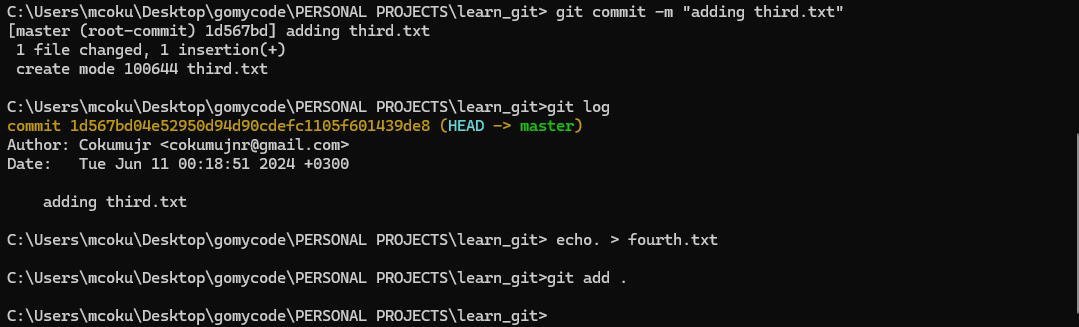 C:\Users\mcoku\Desktop\gomycode\PERSONAL PROJECTS\learn_git> git commit -m "adding third.txt"
[master (root-commit) 1d567bd] adding third.txt
 1 file changed, 1 insertion(+)
 create mode 100644 third.txt
C:\Users\mcoku\Desktop\gomycode\PERSONAL PROJECTS\learn_git>git log
commit 1d567bd04e52950d94d90cdefc1105f601439de8 (HEAD -> master)
Author: Cokumujr <cokumujnr@gmail.com>
Date:   Tue Jun 11 00:18:51 2024 +0300
    adding third.txt
C:\Users\mcoku\Desktop\gomycode\PERSONAL PROJECTS\learn_git> echo. > fourth.txt
C:\Users\mcoku\Desktop\gomycode\PERSONAL PROJECTS\learn_git>git add .
C:\Users\mcoku\Desktop\gomycode\PERSONAL PROJECTS\learn_git>